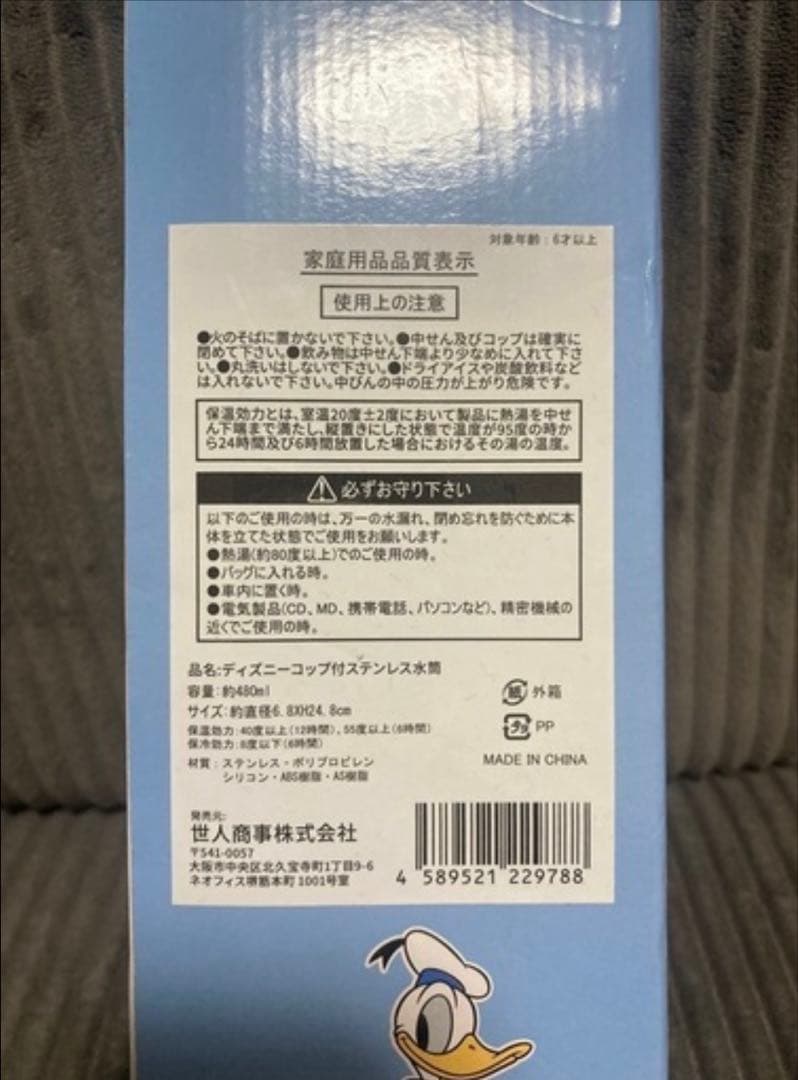 対象年齢：6才以上
家庭用品品質表示
使用上の注意
●火のそばに置かないで下さい。●中せん及びコップは確実に
閉めて下さい。●飲み物は中せん下端より少なめに入れて下さ
い。●丸洗いはしないで下さい。●ドライアイスや炭酸飲料など
は入れないで下さい。中びんの中の圧力が上がり危険です。
保温効力とは、室温20度±2度において製品に熱湯を中せ
ん下端まで満たし、縦置きにした状態で温度が95度の時か
ら24時間及び6時間放置した場合におけるその湯の温度。
必ずお守り下さい
以下のご使用の時は、万一の水漏れ、閉め忘れを防ぐために本
体を立てた状態でご使用をお願いします。
●熱湯(約80度以上)でのご使用の時。
●バッグに入れる時。
●車内に置く時。
●電気製品(CD、MD、携帯電話、パソコンなど)、精密機械の
近くでご使用の時。
品名:ディズニーコップ付ステンレス水筒
容量：約480ml
サイズ：約直径6.8XH24.8cm
保温効力：40度以上(12時間)、55度以上(6時間)
保冷効力：8度以下(6時間)
材質：ステンレス・ポリプロピレン
シリコン・ABS樹脂・AS樹脂
紙 外箱
プラ PP
MADE IN CHINA
発売元:
世人商事株式会社
〒541-0057
大阪市中央区北久宝寺町1丁目9-6
ネオフィス堺筋本町 1001号室
4 589521 229788